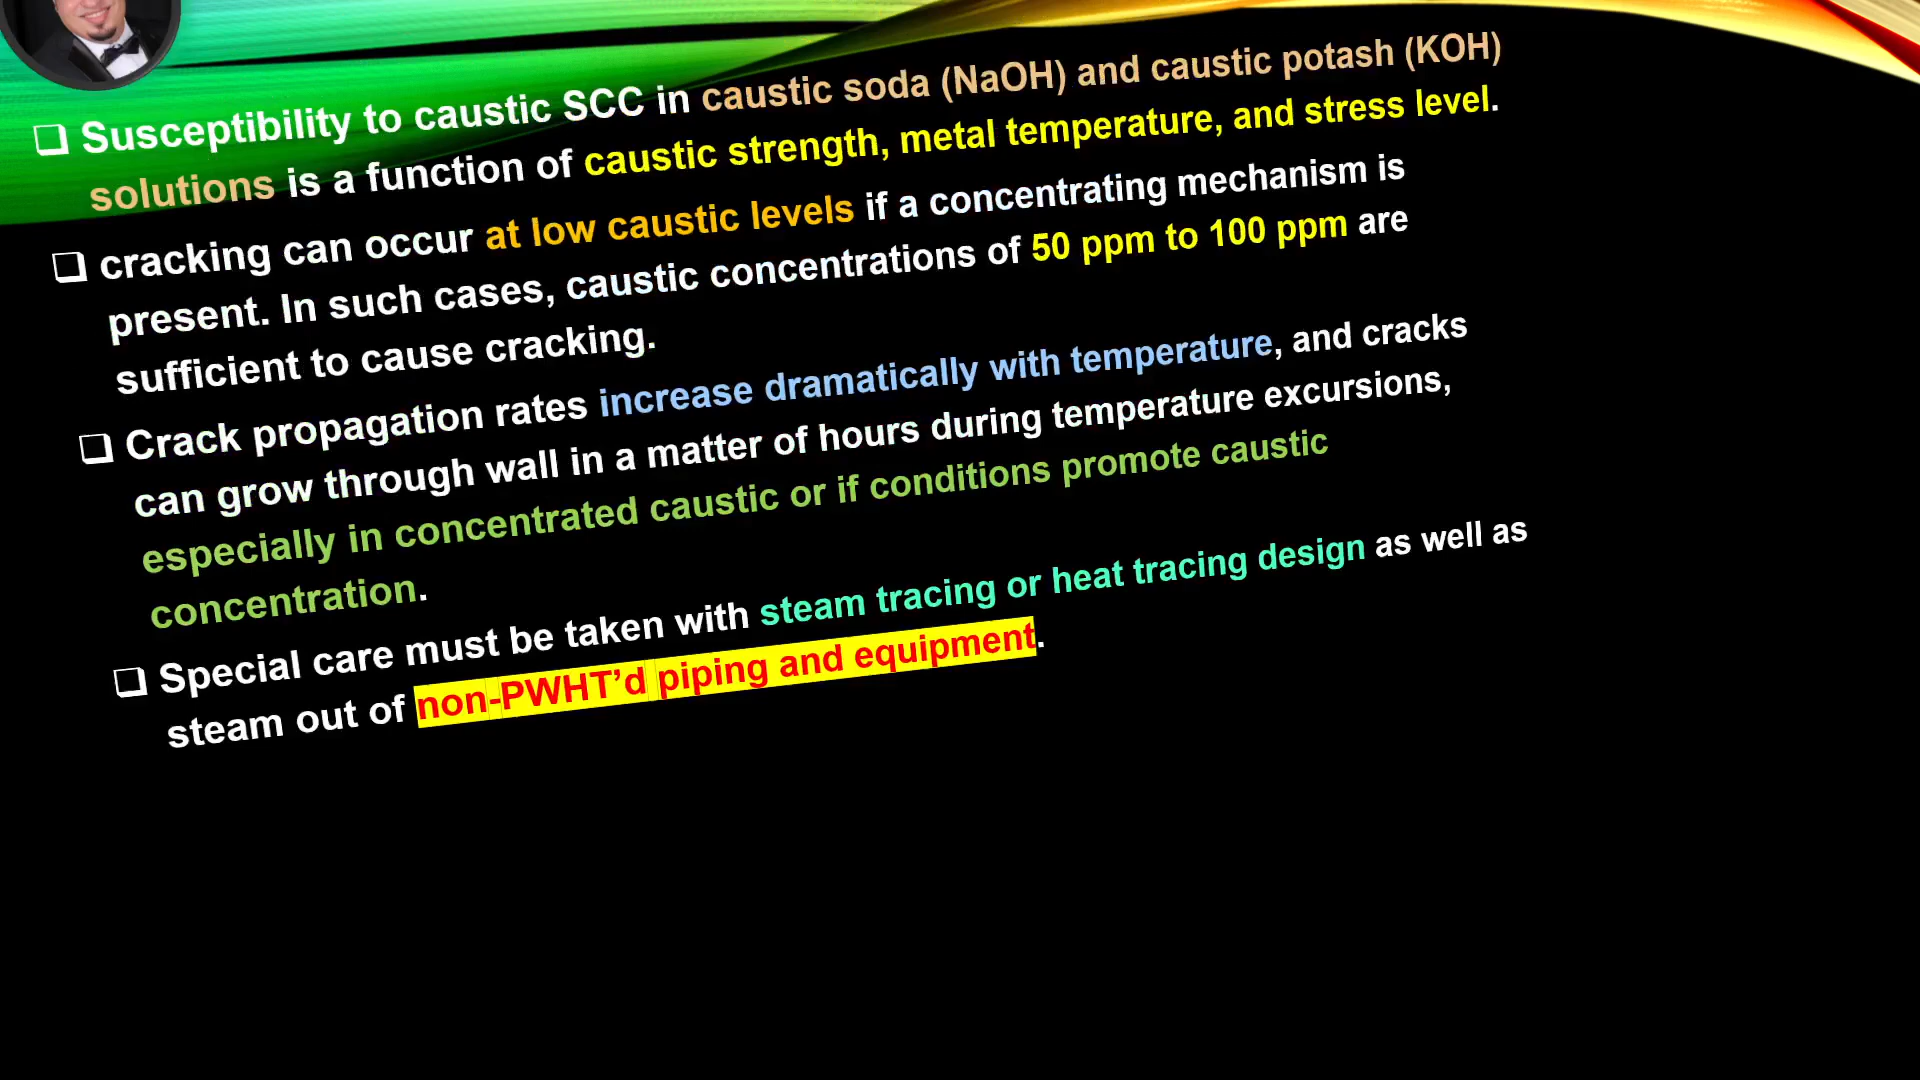 ❑ Susceptibility to caustic SCC in caustic soda (NaOH) and caustic potash (KOH)
solutions is a function of caustic strength, metal temperature, and stress level.
❑ cracking can occur at low caustic levels if a concentrating mechanism is
present. In such cases, caustic concentrations of 50 ppm to 100 ppm are
sufficient to cause cracking.
❑ Crack propagation rates increase dramatically with temperature, and cracks
can grow through wall in a matter of hours during temperature excursions,
especially in concentrated caustic or if conditions promote caustic
concentration.
❑ Special care must be taken with steam tracing or heat tracing design as well as
steam out of non-PWHT’d piping and equipment.